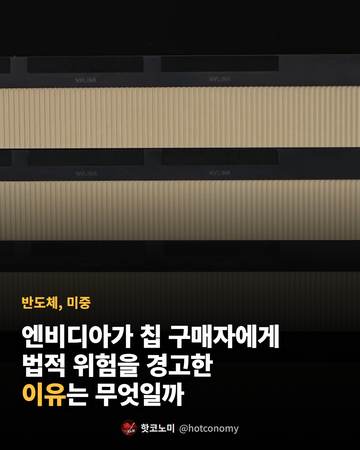 반도체, 미중
엔비디아가 칩 구매자에게
법적 위험을 경고한
이유는 무엇일까
핫코노미 @hotconomy